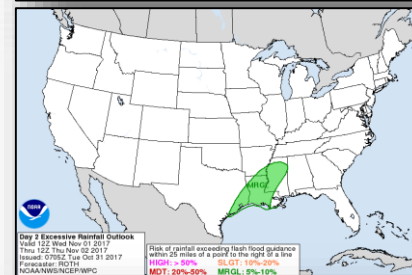 MRGL
NOAA
Day 2 Excessive Rainfall Outlook
Valid 12Z Wed Nov 01 2017
Thru 12Z Thu Nov 02 2017
Issued: 0705Z Tue Oct 31 2017
Forecaster: ROTH
NOAA/NWS/NCEP/WPC
Risk of rainfall exceeding flash flood guidance
within 25 miles of a point to the right of a line
HIGH: > 50% SLGT: 10%-20%
MDT: 20%-50% MRGL: 5%-10%